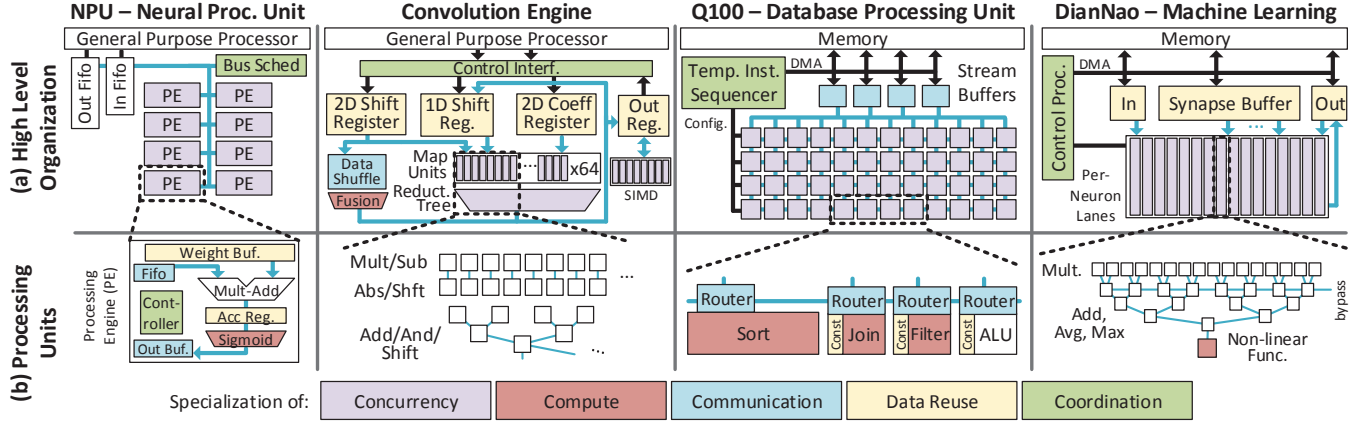 NPU – Neural Proc. Unit
Convolution Engine
Q100 – Database Processing Unit
DianNao – Machine Learning
(a) High Level
Organization
General Purpose Processor
Out Fifo
In Fifo
Bus Sched
PE
PE
PE
PE
PE
PE
PE
PE
General Purpose Processor
Control Interf.
2D Shift
Register
1D Shift
Reg.
2D Coeff
Register
Out
Reg.
Data
Shuffle
Fusion
Map
Units
Reduct.
Tree
...
x64
SIMD
Memory
Temp. Inst.
Sequencer
DMA
Stream
Buffers
Config.
Memory
Control Proc.
DMA
In
Synapse Buffer
Out
...
Per-
Neuron
Lanes
(b) Processing
Units
Processing
Engine (PE)
Weight Buf.
Fifo
Mult-Add
Cont-
roller
Acc Reg.
Sigmoid
Out Buf.
Mult/Sub
Abs/Shft
...
Add/And/
Shift
...
Router
Sort
Router
Const
Join
Router
Const
Filter
Router
Const
ALU
Mult.
Add,
Avg, Max
bypass
Non-linear
Func.
Specialization of:
Concurrency
Compute
Communication
Data Reuse
Coordination